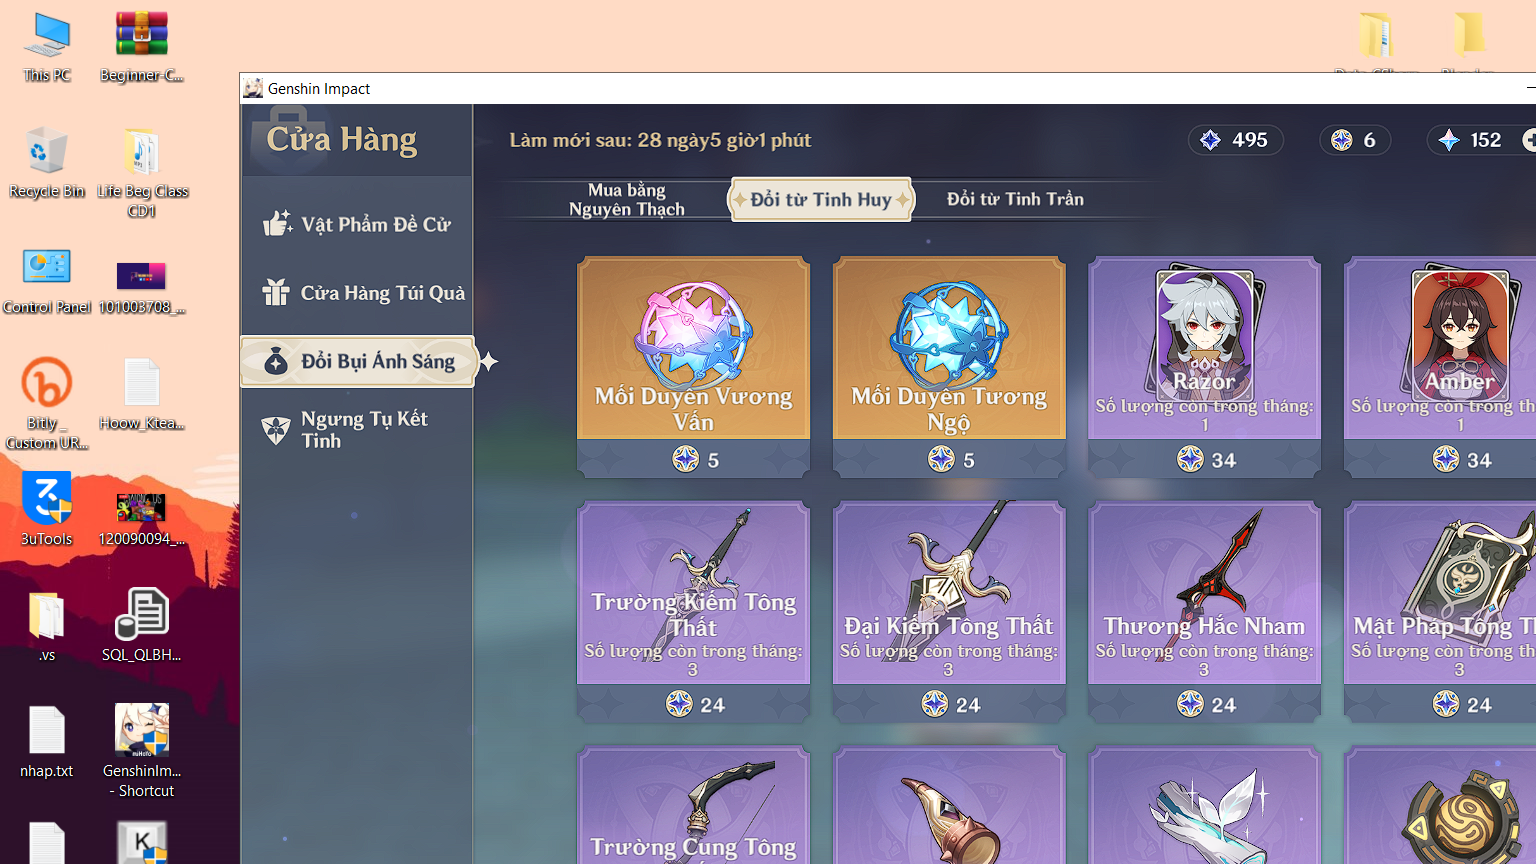 This PC
Beginner-C...
Recycle Bin
Life Beg Class
CD1
Control Panel
101003708_...
Bitly _
Custom UR...
Hoow_Ktea...
3uTools
120090094_...
.vs
SQL_QLBH...
nhap.txt
GenshinIm...
- Shortcut
K
Genshin Impact
Cửa Hàng
Vật Phẩm Đề Cử
Cửa Hàng Túi Quà
Đổi Bụi Ánh Sáng
Ngưng Tụ Kết
Tinh
Làm mới sau: 28 ngày5 giờ1 phút
495
6
152
Mua bằng
Nguyên Thạch
Đổi từ Tinh Huy
Đổi từ Tinh Trần
Mối Duyên Vương
Vấn
5
Mối Duyên Tương
Ngộ
5
Razor
Số lượng còn trong tháng:
1
34
Amber
Số lượng còn trong th
1
34
Trường Kiếm Tông
Thất
Số lượng còn trong tháng:
3
24
Đại Kiếm Tông Thất
Số lượng còn trong tháng:
3
24
Thương Hắc Nham
Số lượng còn trong tháng:
3
24
Mật Pháp Tông Th
Số lượng còn trong th
3
24
Trường Cung Tông